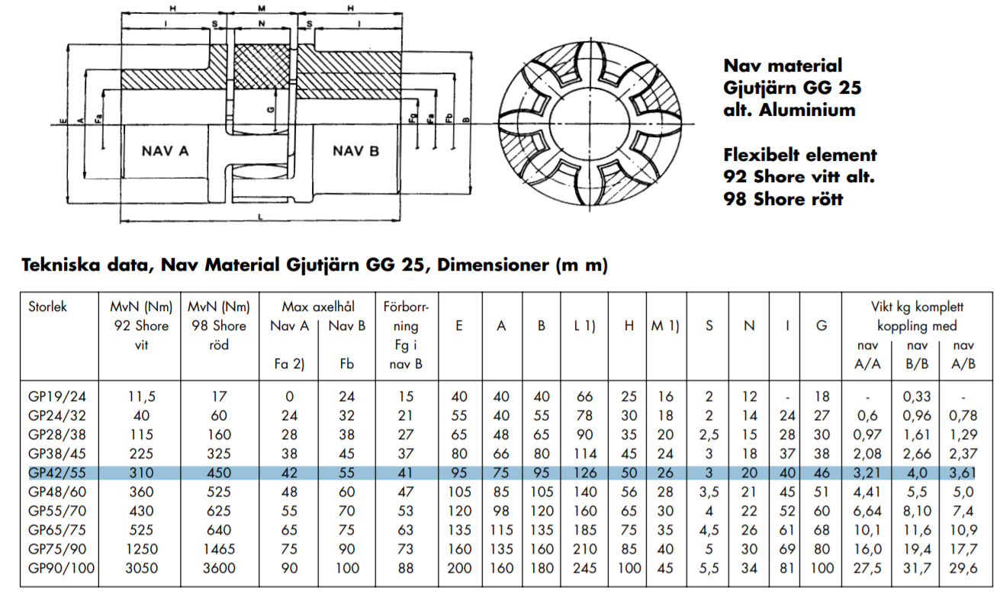 H M H
I S N S I
E A Fa G Fg Fa Fb B
NAV A NAV B
L
Nav material
Gjutjärn GG 25
alt. Aluminium
Flexibelt element
92 Shore vitt alt.
98 Shore rött
Tekniska data, Nav Material Gjutjärn GG 25, Dimensioner (m m)
Storlek MvN (Nm) MvN (Nm) Max axelhål Förborr- Vikt kg komplett
92 Shore 98 Shore Nav A Nav B ning E A B L 1) H M 1) S N I G koppling med
vit röd Fg i nav nav nav
Fa 2) Fb nav B A/A B/B A/B
GP19/24 11,5 17 0 24 15 40 40 40 66 25 16 2 12 - 18 - 0,33 -
GP24/32 40 60 24 32 21 55 40 55 78 30 18 2 14 24 27 0,6 0,96 0,78
GP28/38 115 160 28 38 27 65 48 65 90 35 20 2,5 15 28 30 0,97 1,61 1,29
GP38/45 225 325 38 45 37 80 66 80 114 45 24 3 18 37 38 2,08 2,66 2,37
GP42/55 310 450 42 55 41 95 75 95 126 50 26 3 20 40 46 3,21 4,0 3,61
GP48/60 360 525 48 60 47 105 85 105 140 56 28 3,5 21 45 51 4,41 5,5 5,0
GP55/70 430 625 55 70 53 120 98 120 160 65 30 4 22 52 60 6,64 8,10 7,4
GP65/75 525 640 65 75 63 135 115 135 185 75 35 4,5 26 61 68 10,1 11,6 10,9
GP75/90 1250 1465 75 90 73 160 135 160 210 85 40 5 30 69 80 16,0 19,4 17,7
GP90/100 3050 3600 90 100 88 200 160 180 245 100 45 5,5 34 81 100 27,5 31,7 29,6